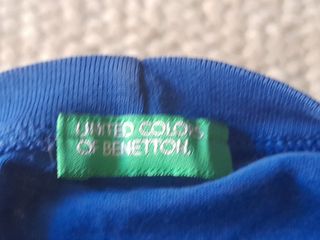 UNITED COLORS
OF BENETTON.